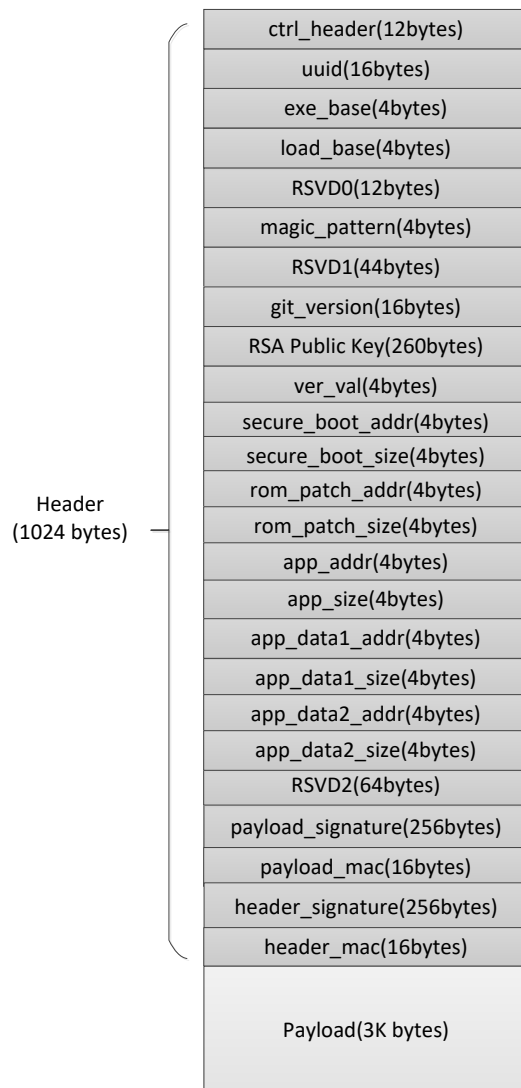 ctrl_header(12bytes)
uuid(16bytes)
exe_base(4bytes)
load_base(4bytes)
RSVD0(12bytes)
magic_pattern(4bytes)
RSVD1(44bytes)
git_version(16bytes)
RSA Public Key(260bytes)
ver_val(4bytes)
secure_boot_addr(4bytes)
secure_boot_size(4bytes)
Header
(1024 bytes)
rom_patch_addr(4bytes)
rom_patch_size(4bytes)
app_addr(4bytes)
app_size(4bytes)
app_data1_addr(4bytes)
app_data1_size(4bytes)
app_data2_addr(4bytes)
app_data2_size(4bytes)
RSVD2(64bytes)
payload_signature(256bytes)
payload_mac(16bytes)
header_signature(256bytes)
header_mac(16bytes)
Payload(3K bytes)